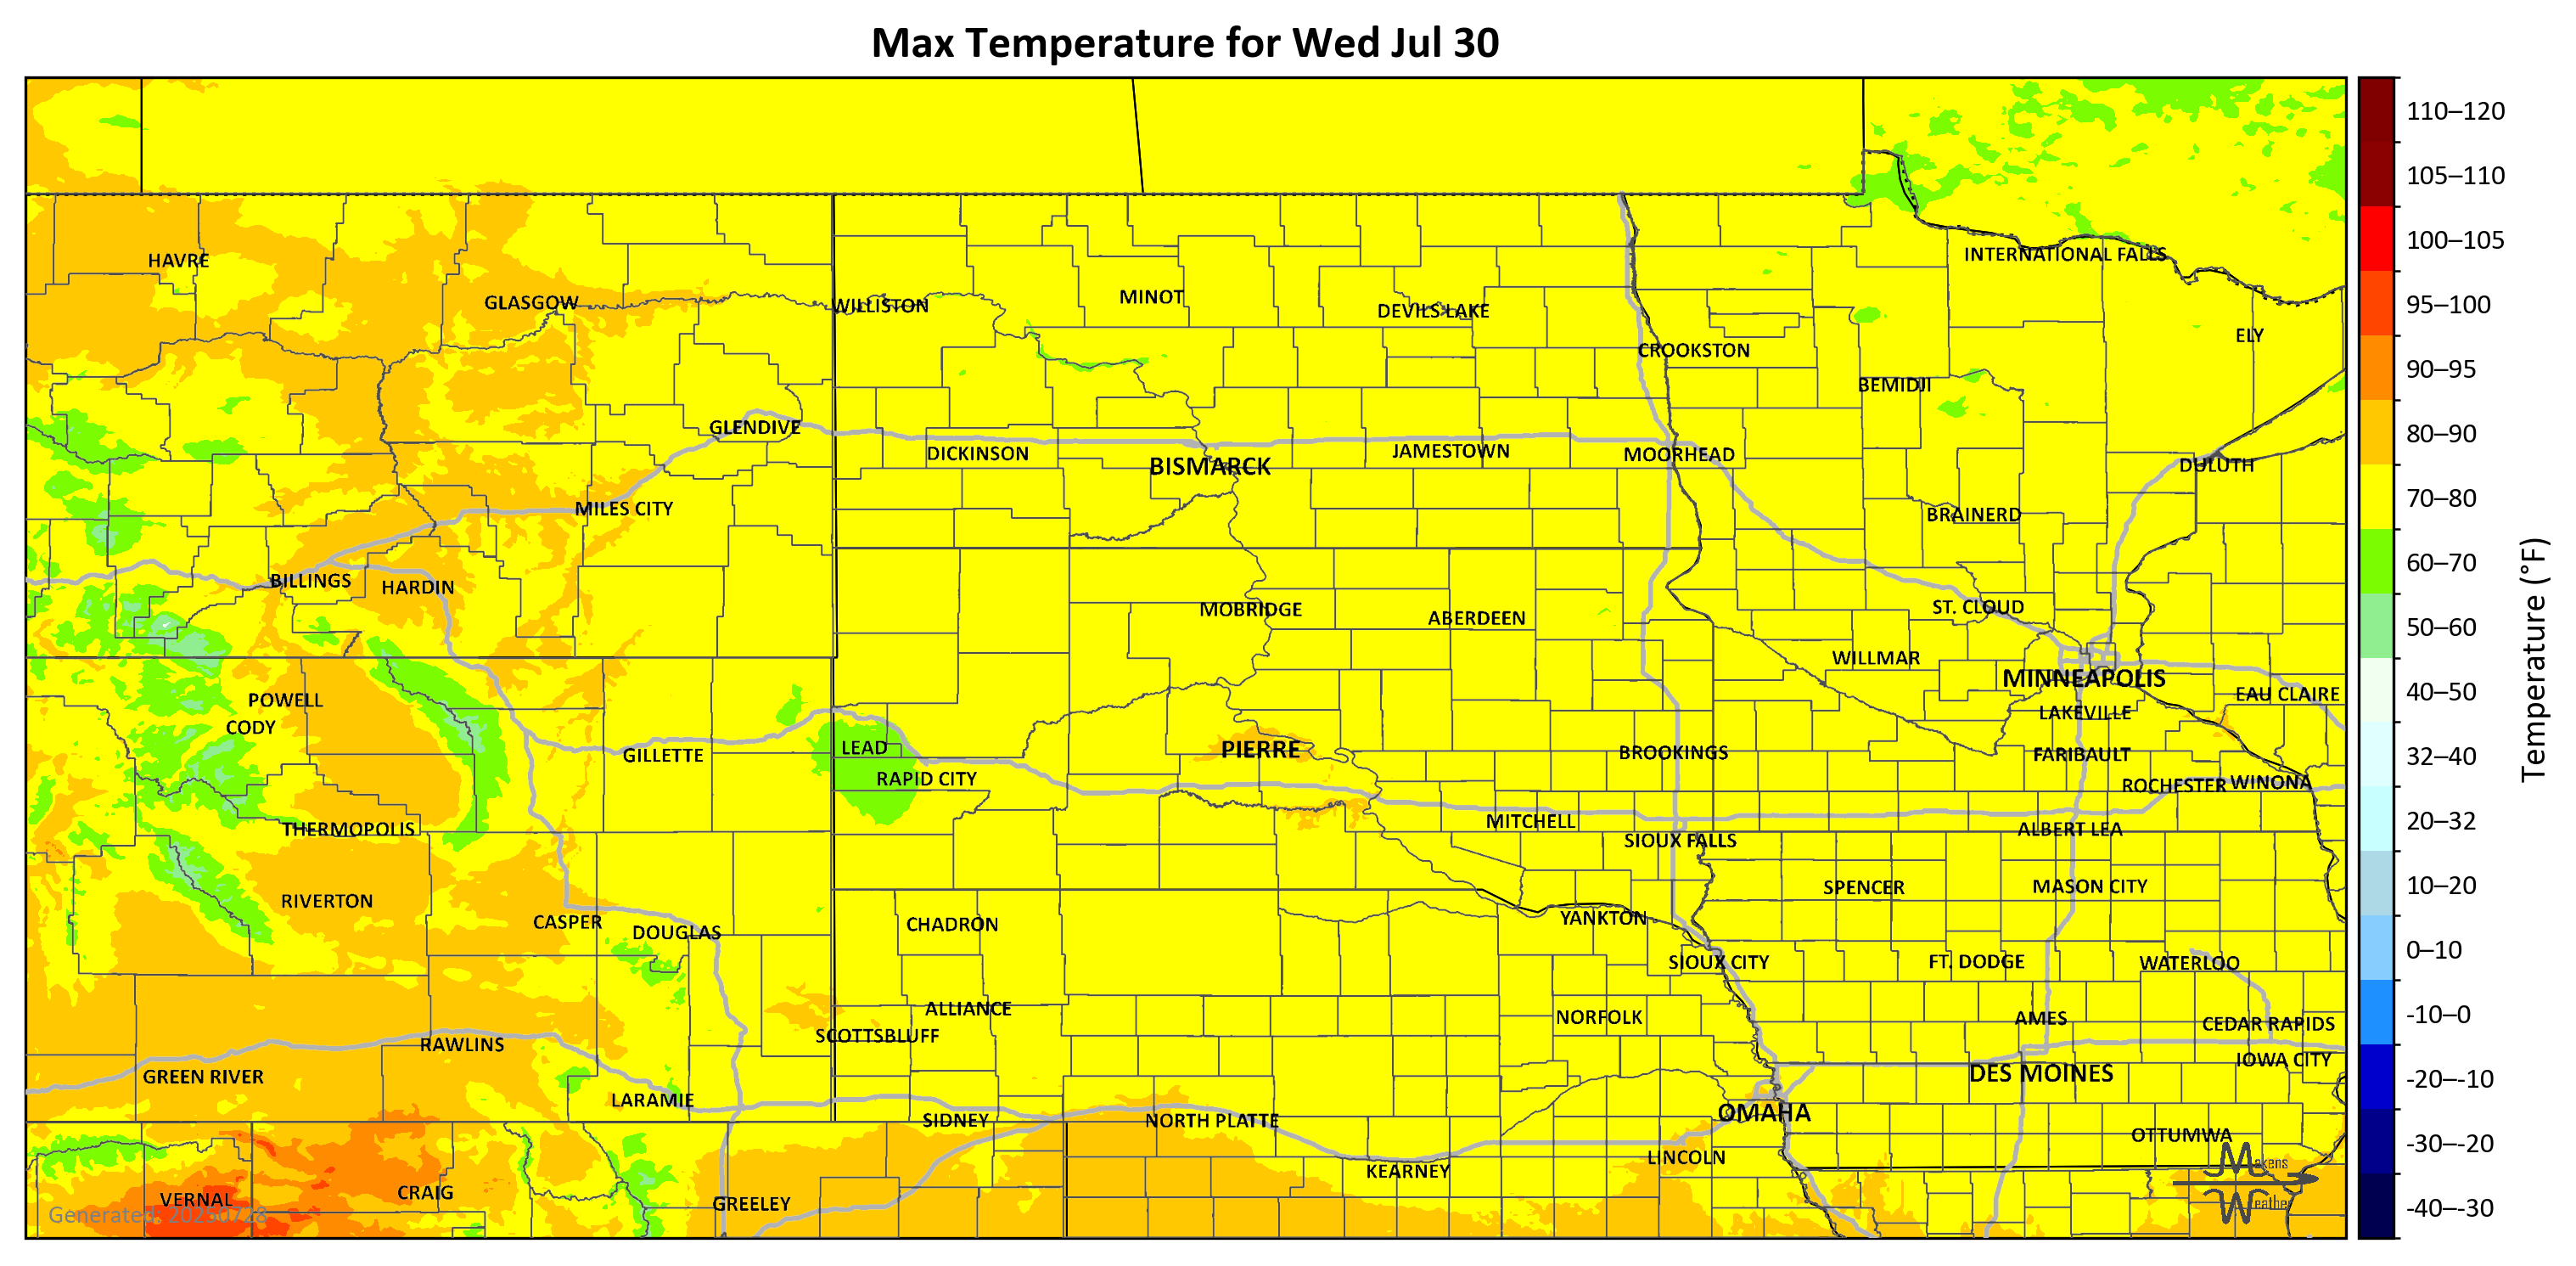 Max Temperature for Wed Jul 30
110–120
105–110
100–105
95–100
90–95
80–90
70–80
60–70
50–60
40–50
32–40
20–32
10–20
0–10
-10–0
-20–-10
-30–-20
-40–-30
Temperature (°F)
HAVRE
INTERNATIONAL FALLS
GLASGOW
WILLISTON
MINOT
DEVILS LAKE
ELY
CROOKSTON
BEMIDJI
GLENDIVE
DICKINSON
BISMARCK
JAMESTOWN
MOORHEAD
DULUTH
MILES CITY
BRAINERD
BILLINGS
HARDIN
MOBRIDGE
ABERDEEN
ST. CLOUD
WILLMAR
MINNEAPOLIS
POWELL
EAU CLAIRE
CODY
LAKEVILLE
GILLETTE
LEAD
PIERRE
BROOKINGS
FARIBAULT
RAPID CITY
ROCHESTER
WINONA
THERMOPOLIS
MITCHELL
ALBERT LEA
SIOUX FALLS
RIVERTON
SPENCER
MASON CITY
CASPER
DOUGLAS
CHADRON
YANKTON
SIOUX CITY
FT. DODGE
WATERLOO
ALLIANCE
NORFOLK
AMES
CEDAR RAPIDS
RAWLINS
SCOTTSBLUFF
IOWA CITY
GREEN RIVER
DES MOINES
LARAMIE
SIDNEY
NORTH PLATTE
OMAHA
OTTUMWA
LINCOLN
KEARNEY
VERNAL
CRAIG
GREELEY
Makens
Weather
Generated: 20250728